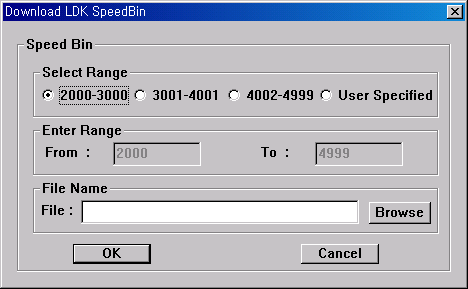 Download LDK SpeedBin
Speed Bin
Select Range
2000-3000 3001-4001 4002-4999 User Specified
Enter Range
From : 2000 To : 4999
File Name
File : Browse
OK Cancel